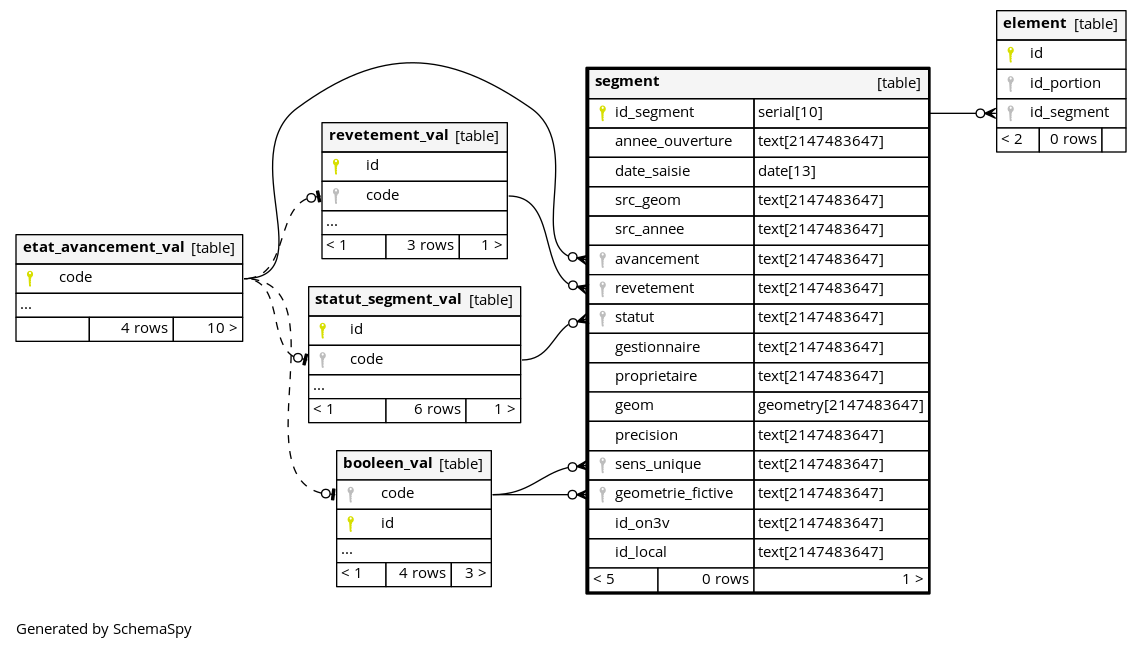 element [table]
id
id_portion
id_segment
< 2 0 rows
segment [table]
id_segment serial[10]
annee_ouverture text[2147483647]
date_saisie date[13]
src_geom text[2147483647]
src_annee text[2147483647]
avancement text[2147483647]
revetement text[2147483647]
statut text[2147483647]
gestionnaire text[2147483647]
proprietaire text[2147483647]
geom geometry[2147483647]
precision text[2147483647]
sens_unique text[2147483647]
geometrie_fictive text[2147483647]
id_on3v text[2147483647]
id_local text[2147483647]
< 5 0 rows 1 >
revetement_val [table]
id
code
...
< 1 3 rows 1 >
etat_avancement_val [table]
code
...
4 rows 10 >
statut_segment_val [table]
id
code
...
< 1 6 rows 1 >
booleen_val [table]
code
id
...
< 1 4 rows 3 >
Generated by SchemaSpy